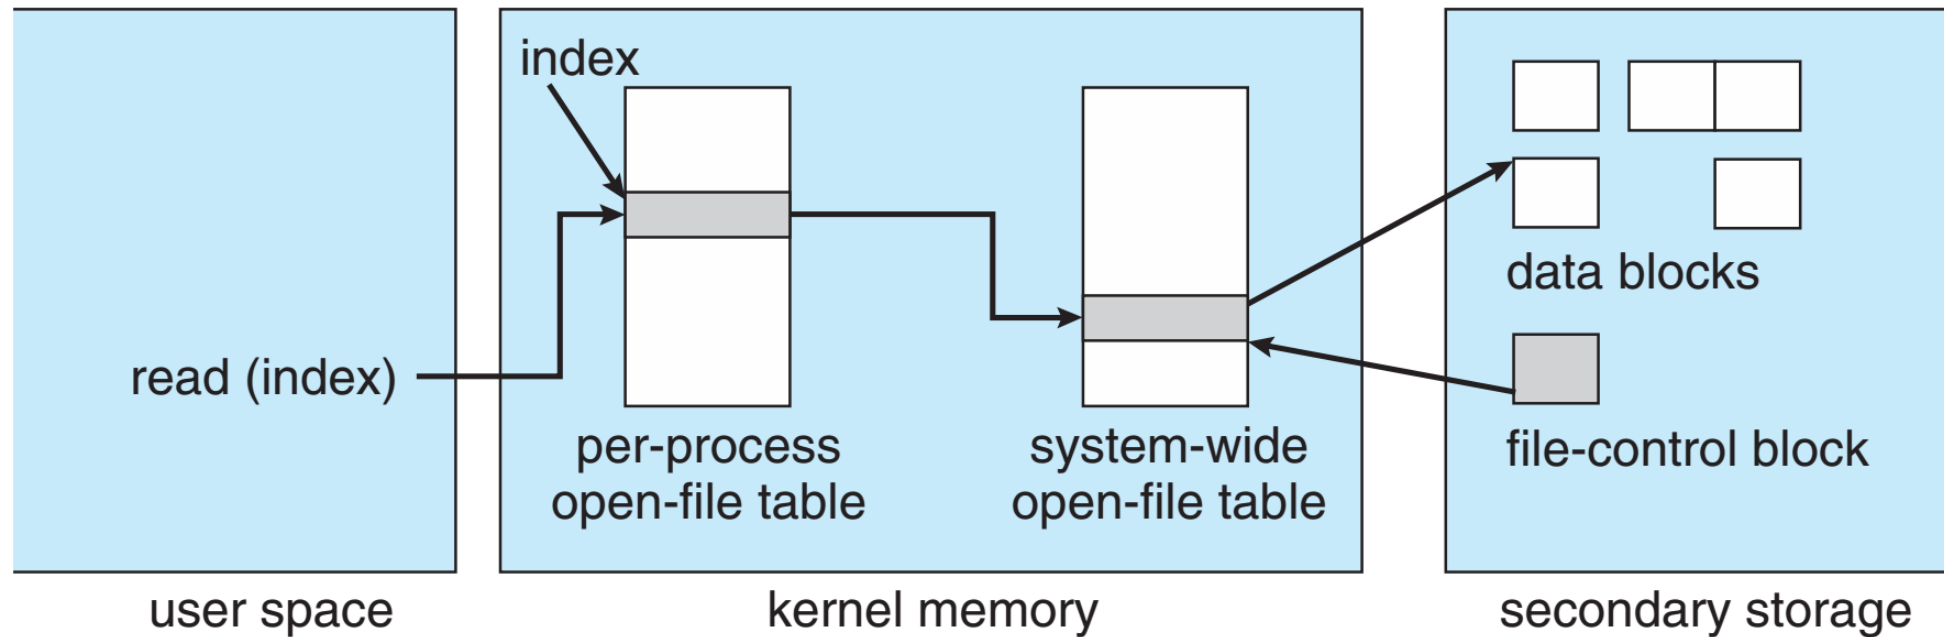 index
read (index)
per-process
open-file table
system-wide
open-file table
data blocks
file-control block
user space
kernel memory
secondary storage